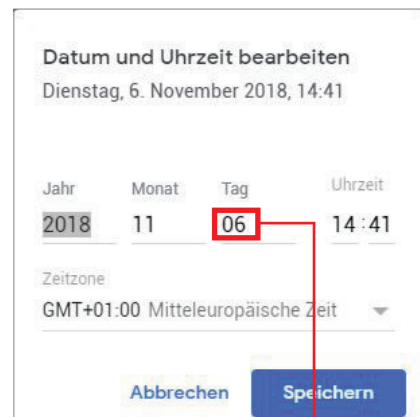 Datum und Uhrzeit bearbeiten
Dienstag, 6. November 2018, 14:41
Jahr Monat Tag Uhrzeit
2018 11 06 14 : 41
Zeitzone
GMT+01:00 Mitteleuropäische Zeit
Abbrechen Speichern